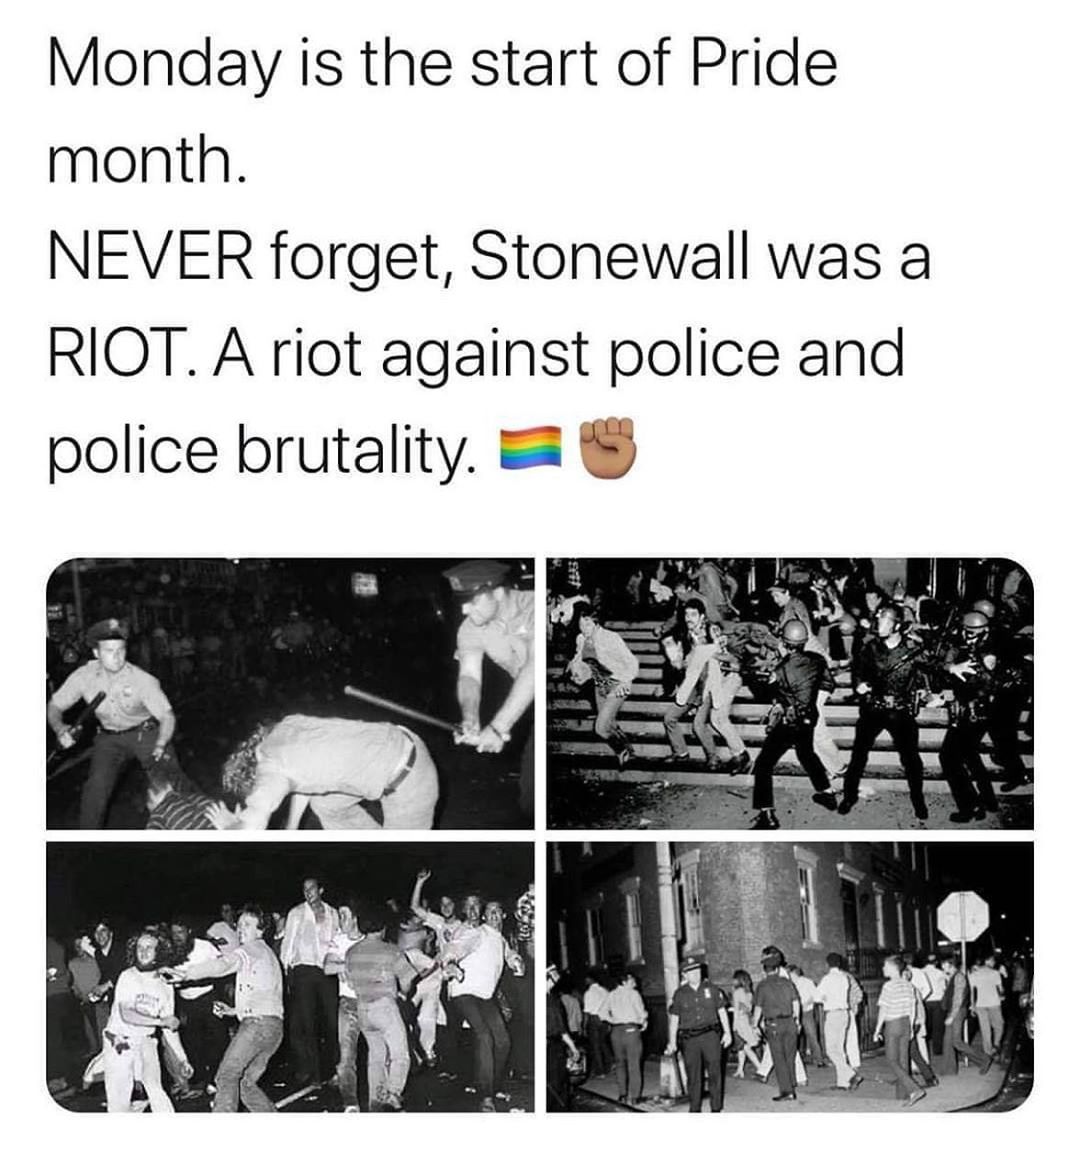 Monday is the start of Pride
month.
NEVER forget, Stonewall was a
RIOT. A riot against police and
police brutality. 🏳️‍🌈✊🏽